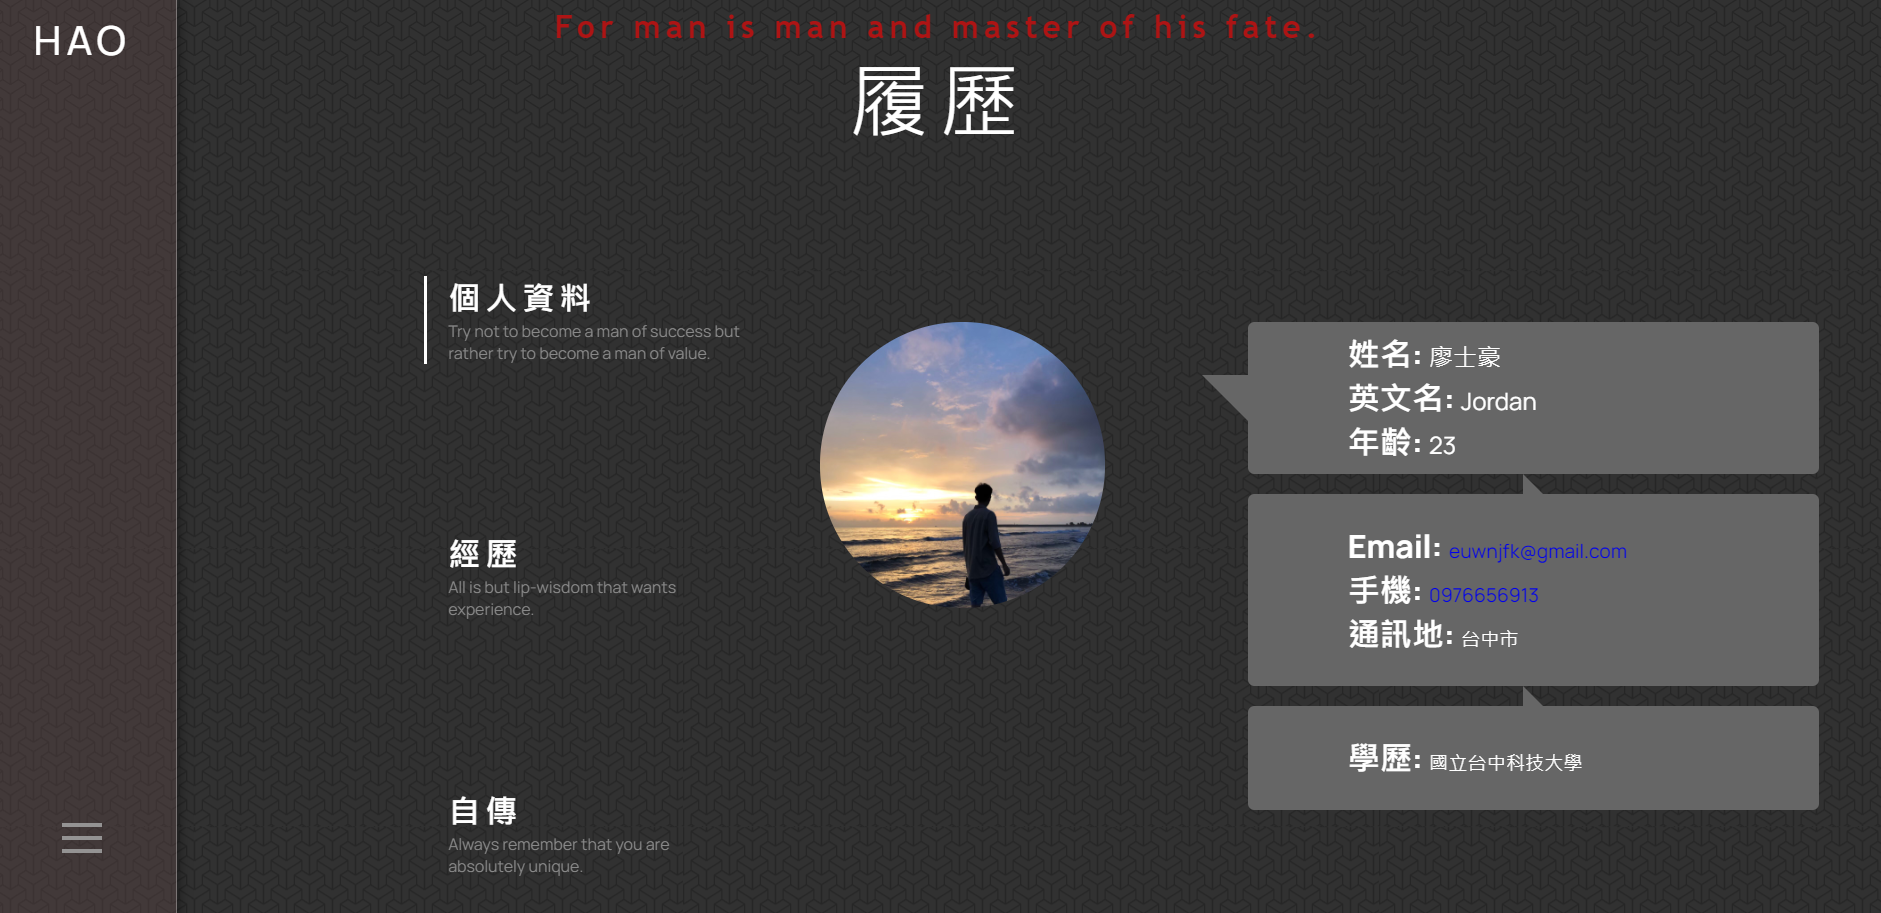 HAO
For man is man and master of his fate.
履歷
個人資料
Try not to become a man of success but
rather try to become a man of value.
經歷
All is but lip-wisdom that wants
experience.
自傳
Always remember that you are
absolutely unique.
姓名: 廖士豪
英文名: Jordan
年齡: 23
Email: euwnjfk@gmail.com
手機: 0976656913
通訊地: 台中市
學歷: 國立台中科技大學